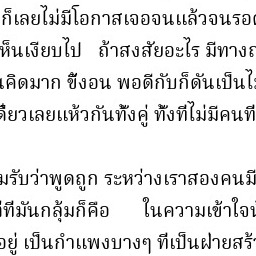 ก็เลยไม่มีโอกาสเจอจนแล้วจนรอด
เห็นเงียบไป ถ้าสงสัยอะไร มีทาง
คิดมาก ขี้งอน พอดีกับก็ดันเป็น
เดียวเลยแห้วกันทั้งคู่ ทั้งที่ไม่มีคนที
มรับว่าพูดถูก ระหว่างเราสองคนมี
ที่มันกลุ้มก็คือ ในความเข้าใจ
อยู่ เป็นกำแพงบางๆ ที่เป็นฝ่ายสร้า